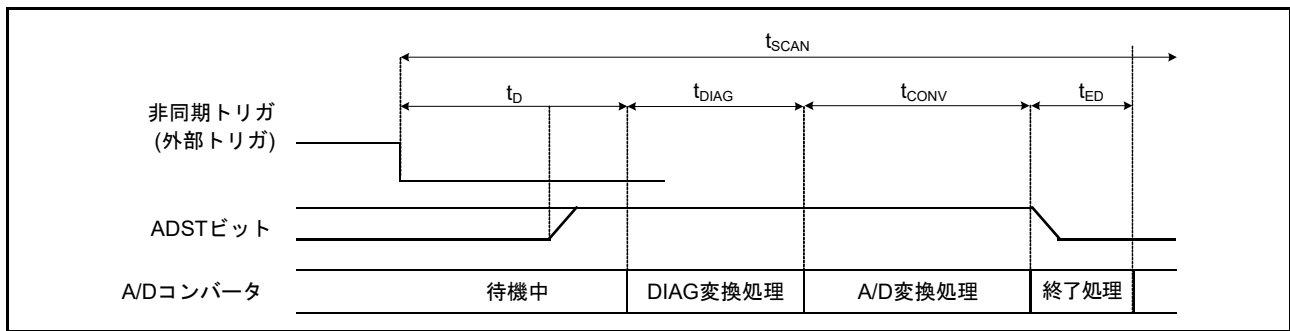 tSCAN
tD tDIAG tCONV tED
非同期トリガ
(外部トリガ)
ADSTビット
A/Dコンバータ 待機中 DIAG変換処理 A/D変換処理 終了処理